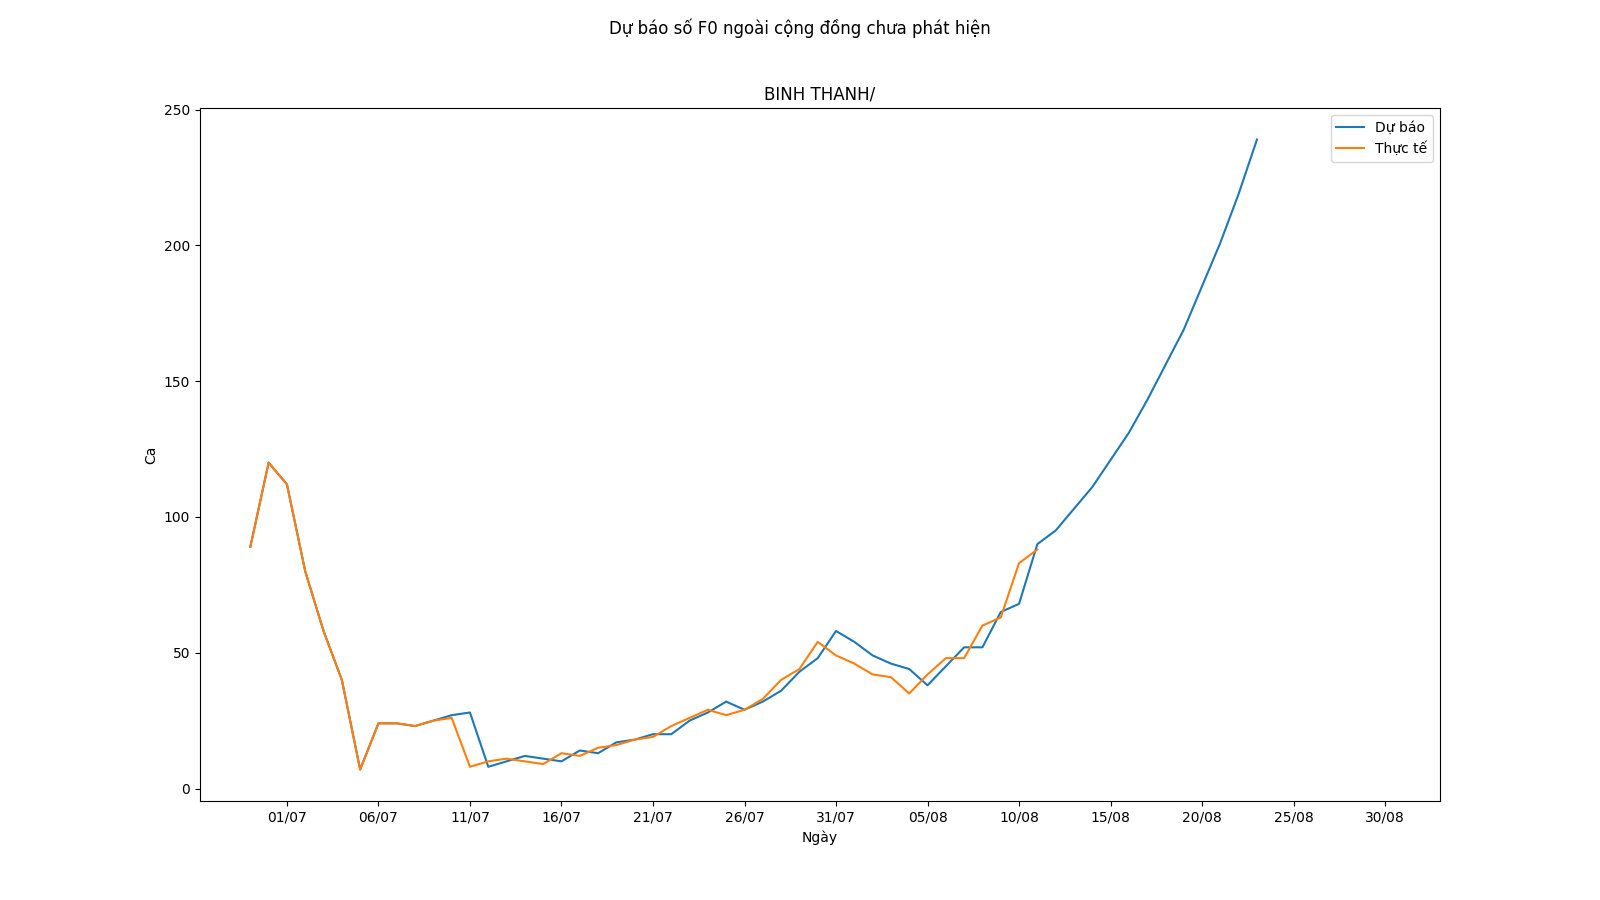 Dự báo số F0 ngoài cộng đồng chưa phát hiện
BINH THANH/
250
200
150
100
50
0
Ca
Dự báo
Thực tế
01/07 06/07 11/07 16/07 21/07 26/07 31/07 05/08 10/08 15/08 20/08 25/08 30/08
Ngày